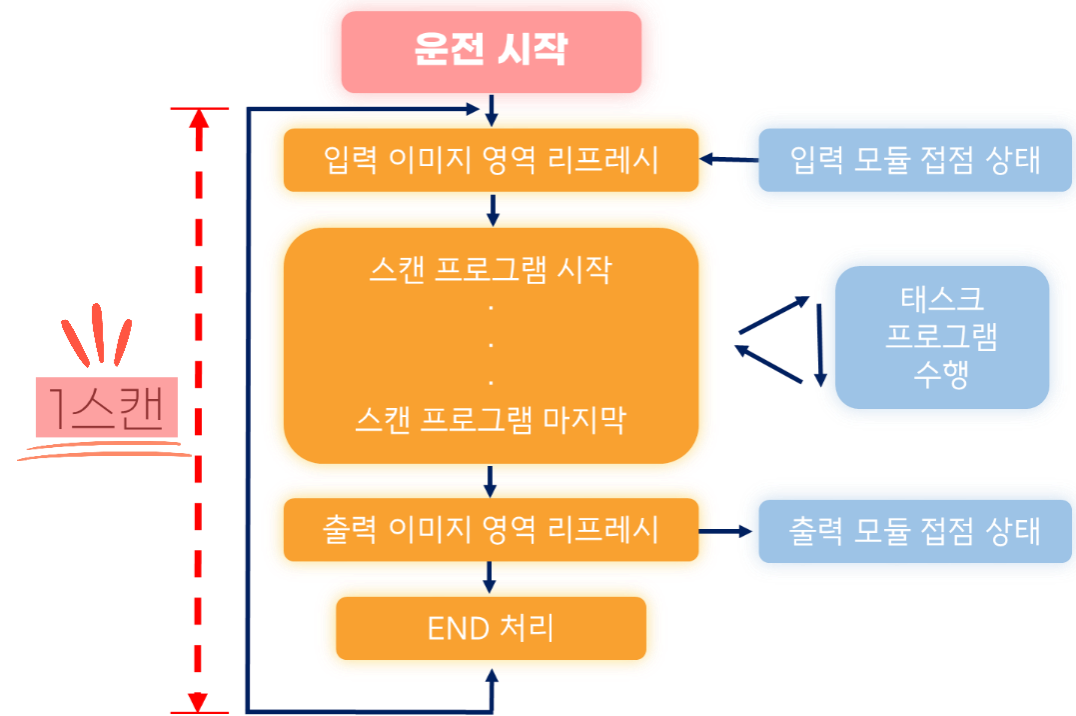 운전 시작
입력 이미지 영역 리프레시
입력 모듈 접점 상태
스캔 프로그램 시작
.
.
.
스캔 프로그램 마지막
태스크
프로그램
수행
1스캔
출력 이미지 영역 리프레시
출력 모듈 접점 상태
END 처리